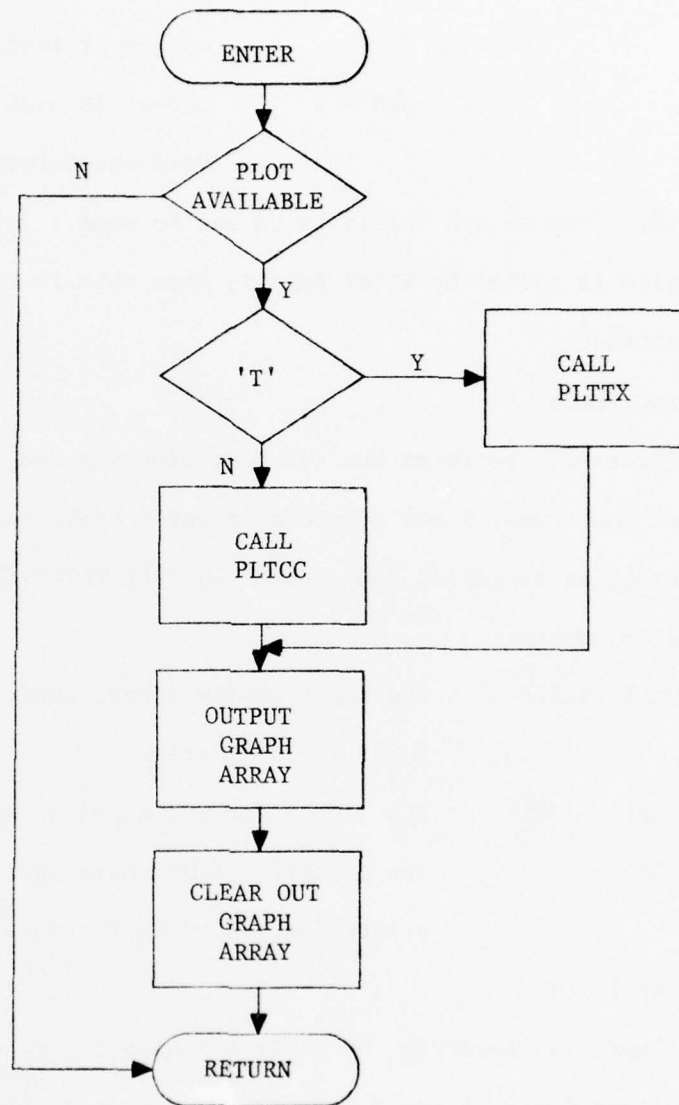 ENTER
N
PLOT
AVAILABLE
Y
'T'
Y
CALL
PLTTX
N
CALL
PLTCC
OUTPUT
GRAPH
ARRAY
CLEAR OUT
GRAPH
ARRAY
RETURN